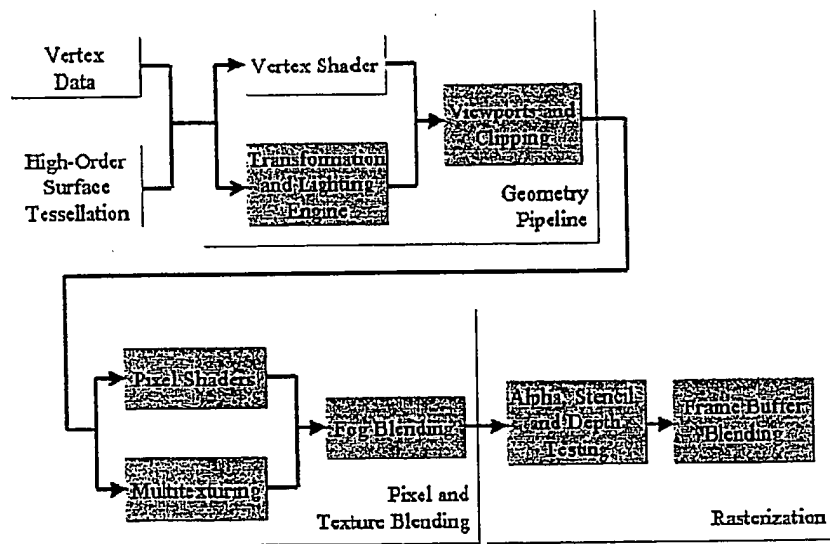 Vertex
Data
Vertex Shader
Viewports and
Clipping
High-Order
Surface
Tessellation
Transformation
and Lighting
Engine
Geometry
Pipeline
Pixel Shaders
Multitexturing
Fog Blending
Pixel and
Texture Blending
Alpha, Stencil
and Depth
Testing
Frame Buffer
Blending
Rasterization